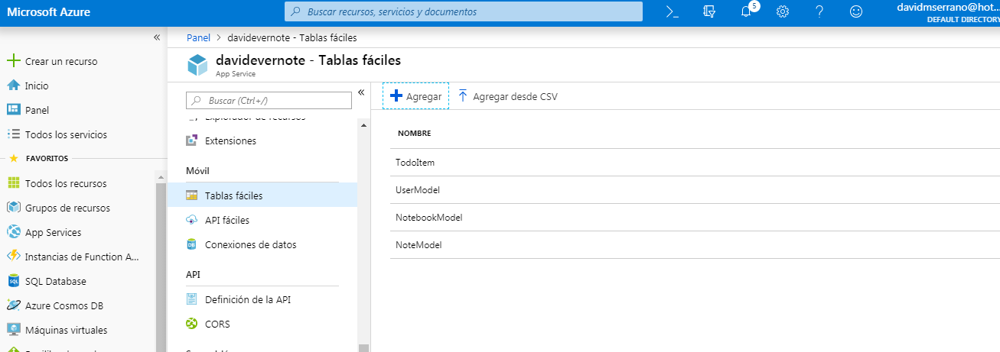 Microsoft Azure
Buscar recursos, servicios y documentos
5
davidmserrano@hot...
DEFAULT DIRECTORY
Crear un recurso
Inicio
Panel
Todos los servicios
FAVORITOS
Todos los recursos
Grupos de recursos
App Services
Instancias de Function A...
SQL Database
Azure Cosmos DB
Máquinas virtuales
Panel > davidevernote - Tablas fáciles
davidevernote - Tablas fáciles
App Service
Buscar (Ctrl+/)
Explorador de recursos
Extensiones
Móvil
Tablas fáciles
API fáciles
Conexiones de datos
API
Definición de la API
CORS
Agregar
Agregar desde CSV
NOMBRE
TodoItem
UserModel
NotebookModel
NoteModel